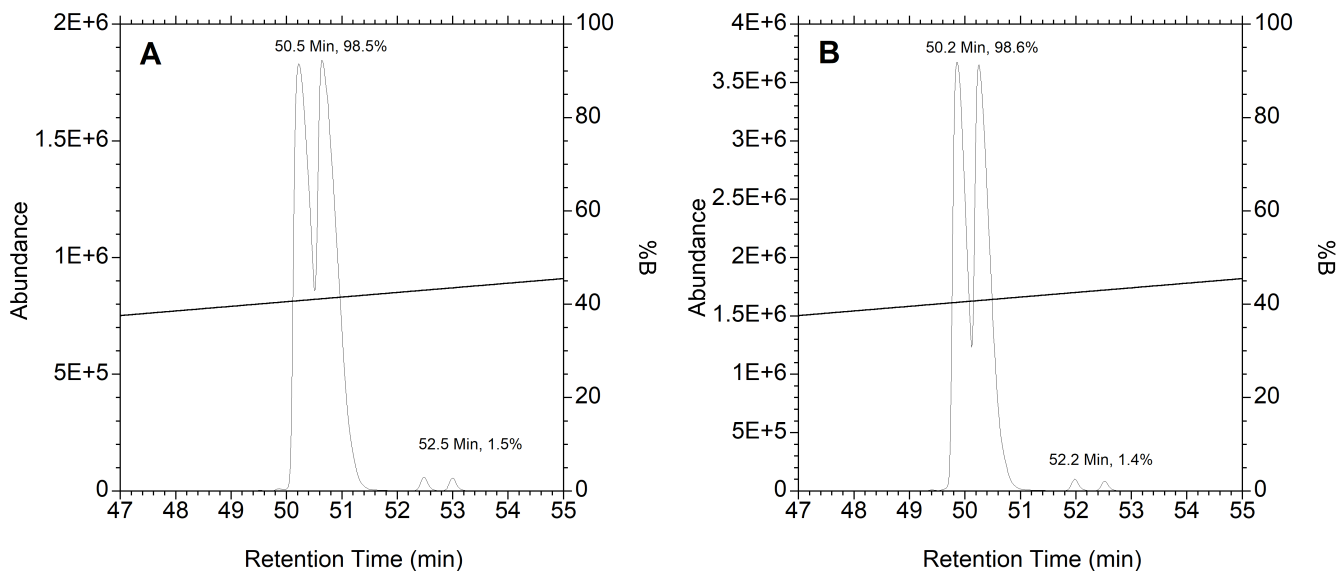 A
50.5 Min, 98.5%
52.5 Min, 1.5%
2E+6
1.5E+6
1E+6
5E+5
0
Abundance
100
80
60
40
20
0
%B
47 48 49 50 51 52 53 54 55
Retention Time (min)
B
50.2 Min, 98.6%
52.2 Min, 1.4%
4E+6
3.5E+6
3E+6
2.5E+6
2E+6
1.5E+6
1E+6
5E+5
0
Abundance
100
80
60
40
20
0
%B
47 48 49 50 51 52 53 54 55
Retention Time (min)